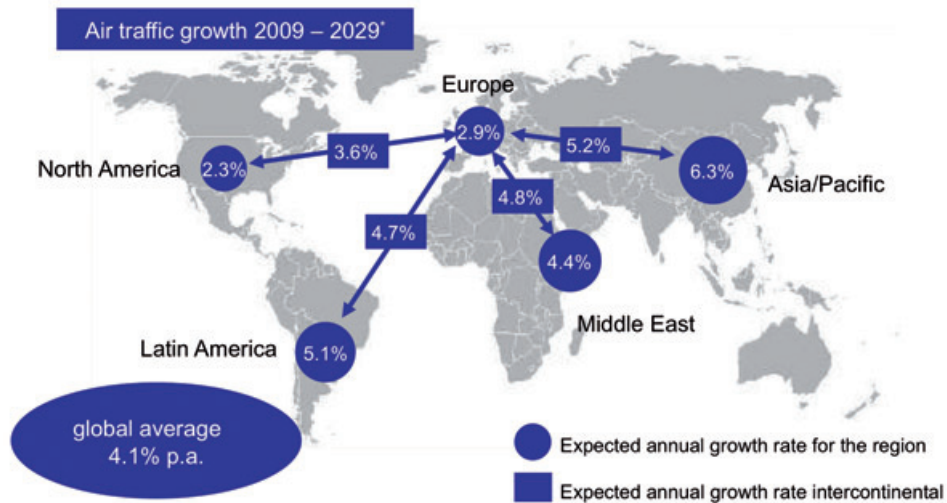 Air traffic growth 2009 – 2029*
Europe
2.9%
North America
2.3%
3.6%
5.2%
6.3%
Asia/Pacific
4.8%
4.7%
4.4%
Middle East
Latin America
5.1%
global average
4.1% p.a.
Expected annual growth rate for the region
Expected annual growth rate intercontinental